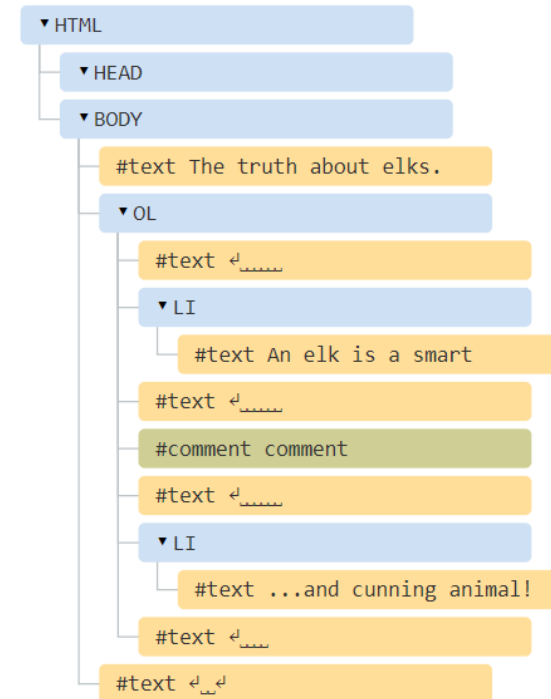 ▾ HTML
▾ HEAD
▾ BODY
#text The truth about elks.
▾ OL
#text ↵␣␣␣␣␣␣
▾ LI
#text An elk is a smart
#text ↵␣␣␣␣␣␣
#comment comment
#text ↵␣␣␣␣␣␣
▾ LI
#text ...and cunning animal!
#text ↵␣␣␣␣
#text ↵␣␣↵